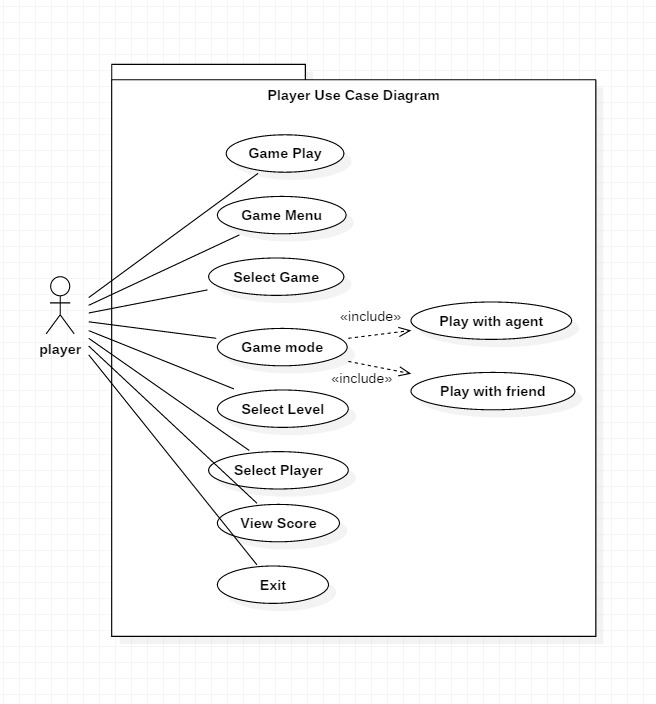 Player Use Case Diagram
Game Play
Game Menu
Select Game
player
Game mode
«include»
Play with agent
«include»
Play with friend
Select Level
Select Player
View Score
Exit